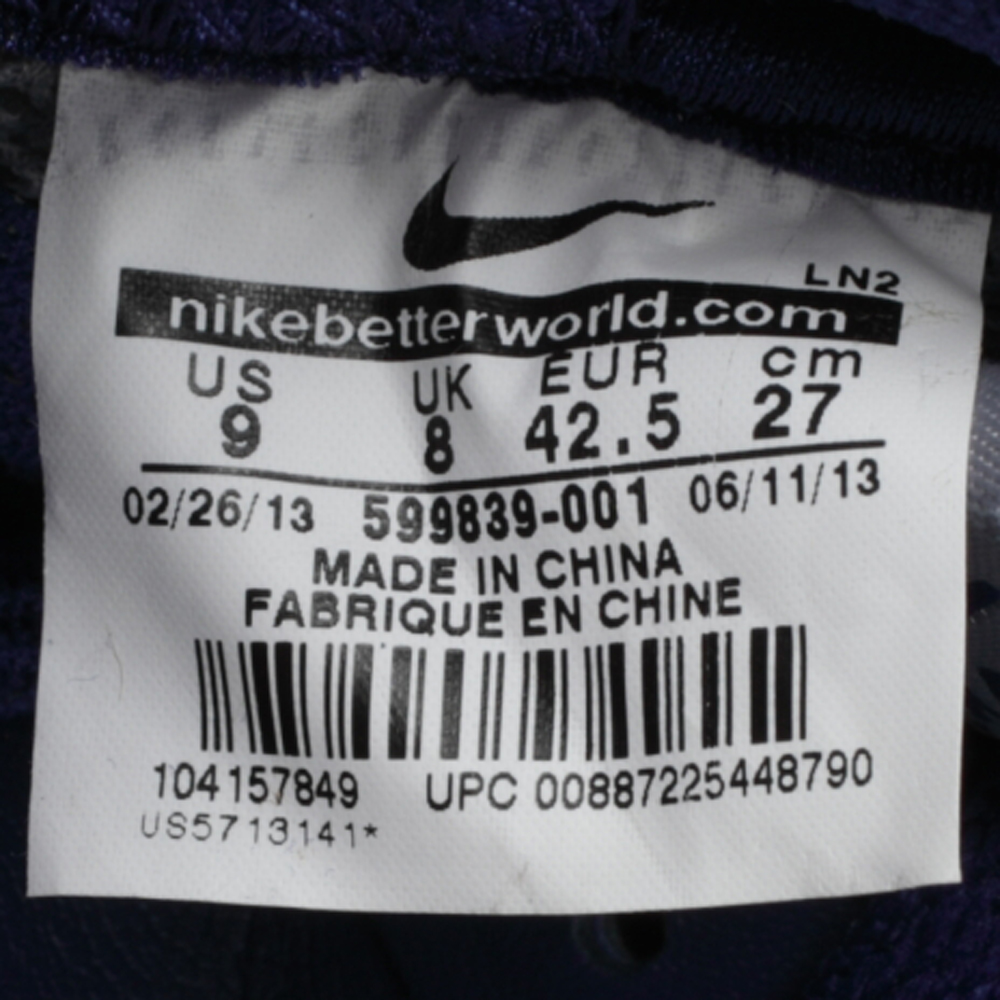 LN2
nikebetterworld.com
US UK EUR cm
9 8 42.5 27
02/26/13 599839-001 06/11/13
MADE IN CHINA
FABRIQUE EN CHINE
104157849 UPC 00887225448790
US5713141*